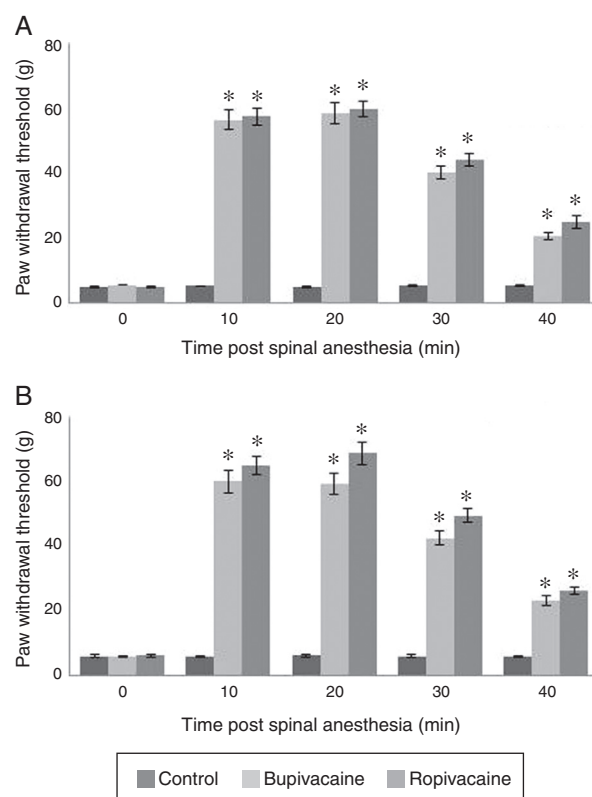 A
Paw withdrawal threshold (g)
80
60
40
20
0
* * * * * * * *
0 10 20 30 40
Time post spinal anesthesia (min)
B
Paw withdrawal threshold (g)
80
60
40
20
0
* * * * * * * *
0 10 20 30 40
Time post spinal anesthesia (min)
Control Bupivacaine Ropivacaine